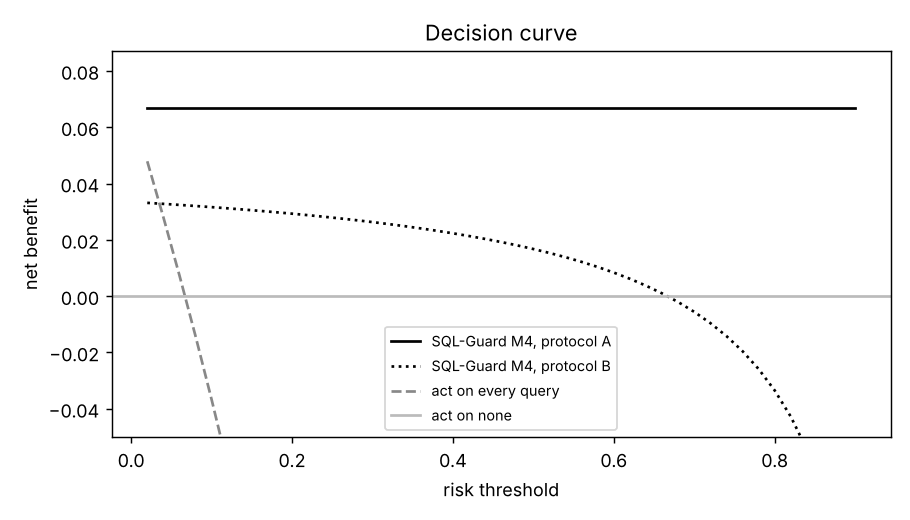 Decision curve
0.08
0.06
0.04
0.02
0.00
−0.02
−0.04
net benefit
SQL-Guard M4, protocol A
SQL-Guard M4, protocol B
act on every query
act on none
0.0 0.2 0.4 0.6 0.8
risk threshold